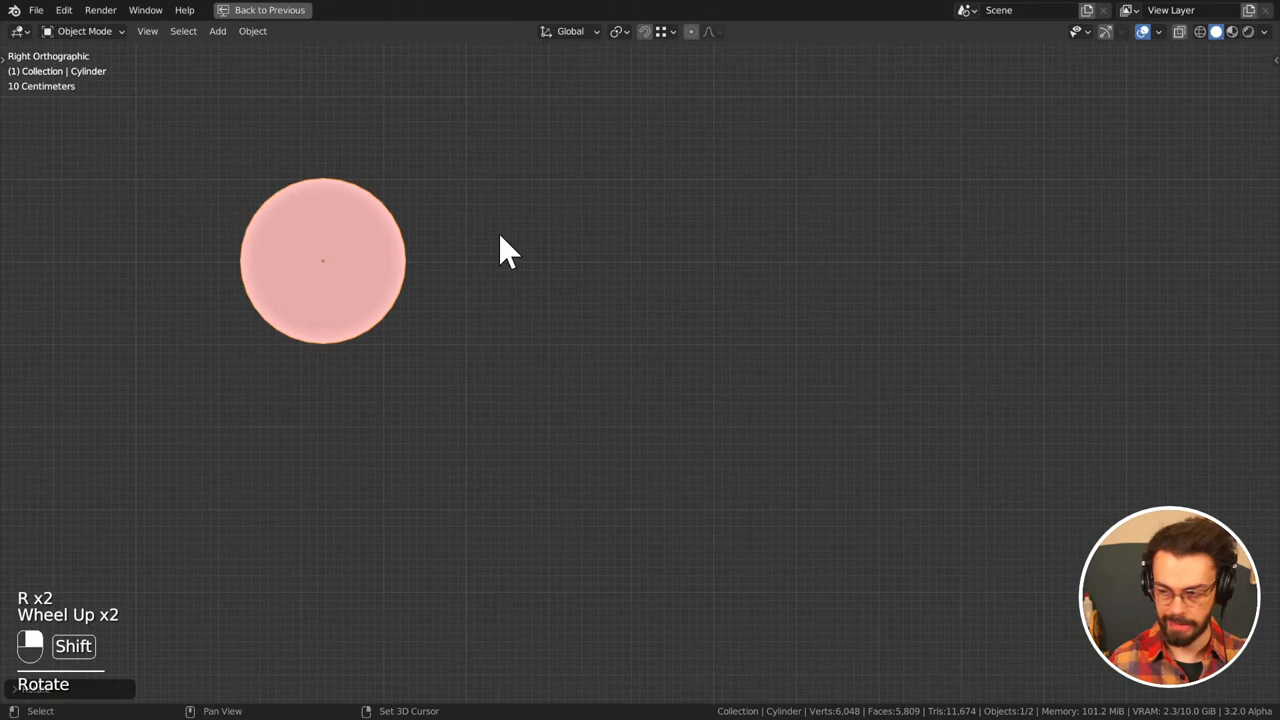 File Edit Render Window Help Back to Previous Scene View Layer
Object Mode View Select Add Object Global
Right Orthographic
(1) Collection | Cylinder
10 Centimeters
R x2
Wheel Up x2
Shift
Rotate
Select Pan View Set 3D Cursor Collection | Cylinder | Verts:6,048 | Faces:5,809 | Tris:11,674 | Objects:1/2 | Memory: 101.2 MiB | VRAM: 2.3/10.0 GiB | 3.2.0 Alpha